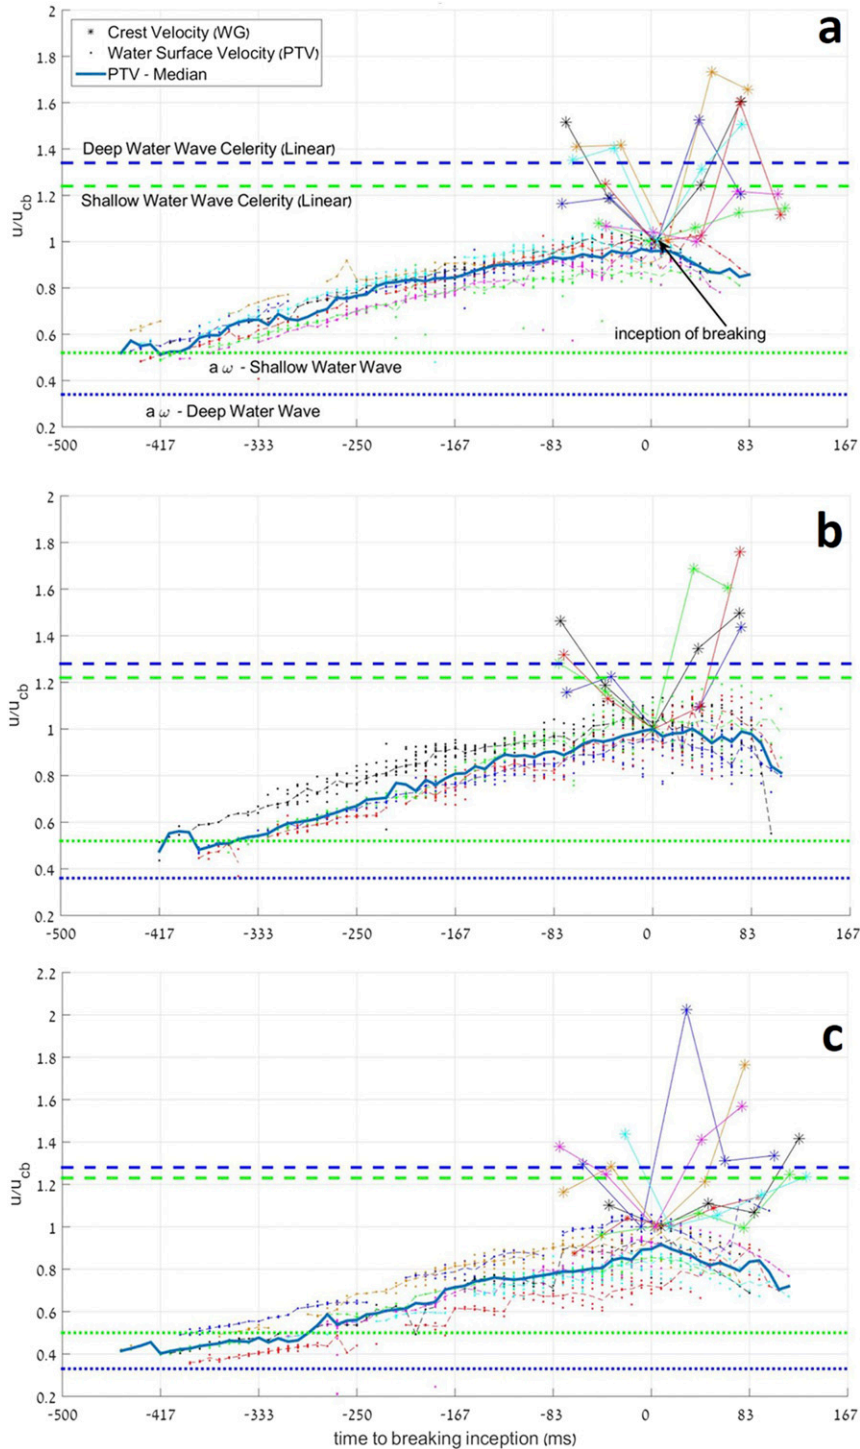 a
2
1.8
1.6
1.4
1.2
1
0.8
0.6
0.4
0.2
u/u_cb
Crest Velocity (WG)
Water Surface Velocity (PTV)
PTV - Median
Deep Water Wave Celerity (Linear)
Shallow Water Wave Celerity (Linear)
inception of breaking
a ω - Shallow Water Wave
a ω - Deep Water Wave
-500 -417 -333 -250 -167 -83 0 83 167
b
2
1.8
1.6
1.4
1.2
1
0.8
0.6
0.4
0.2
u/u_cb
-500 -417 -333 -250 -167 -83 0 83 167
c
2.2
2
1.8
1.6
1.4
1.2
1
0.8
0.6
0.4
0.2
u/u_cb
-500 -417 -333 -250 -167 -83 0 83 167
time to breaking inception (ms)